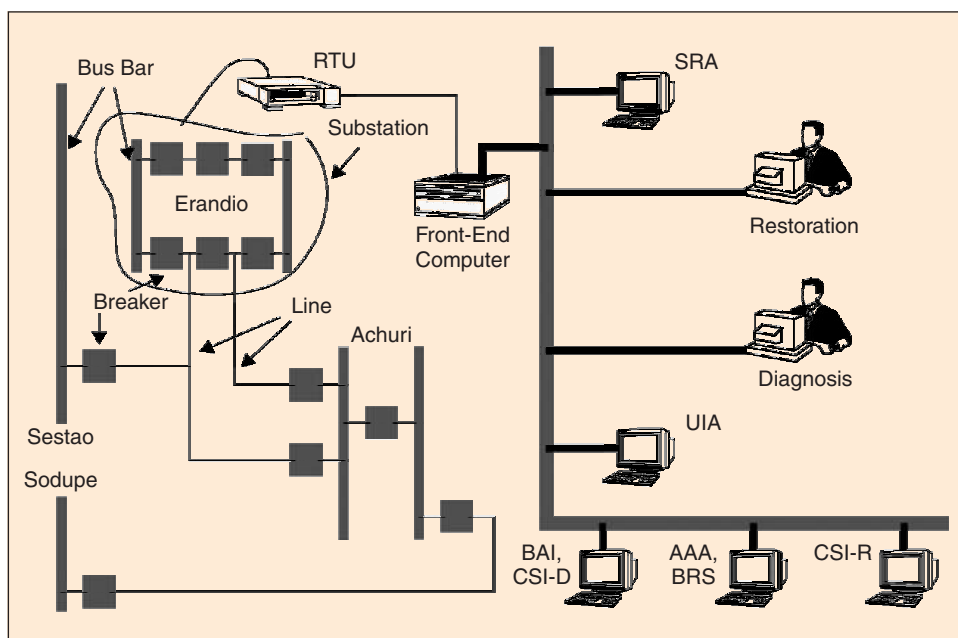 Bus Bar
RTU
Substation
Erandio
Breaker
Line
Achuri
Sestao
Sodupe
Front-End
Computer
SRA
Restoration
Diagnosis
UIA
BAI,
CSI-D
AAA,
BRS
CSI-R